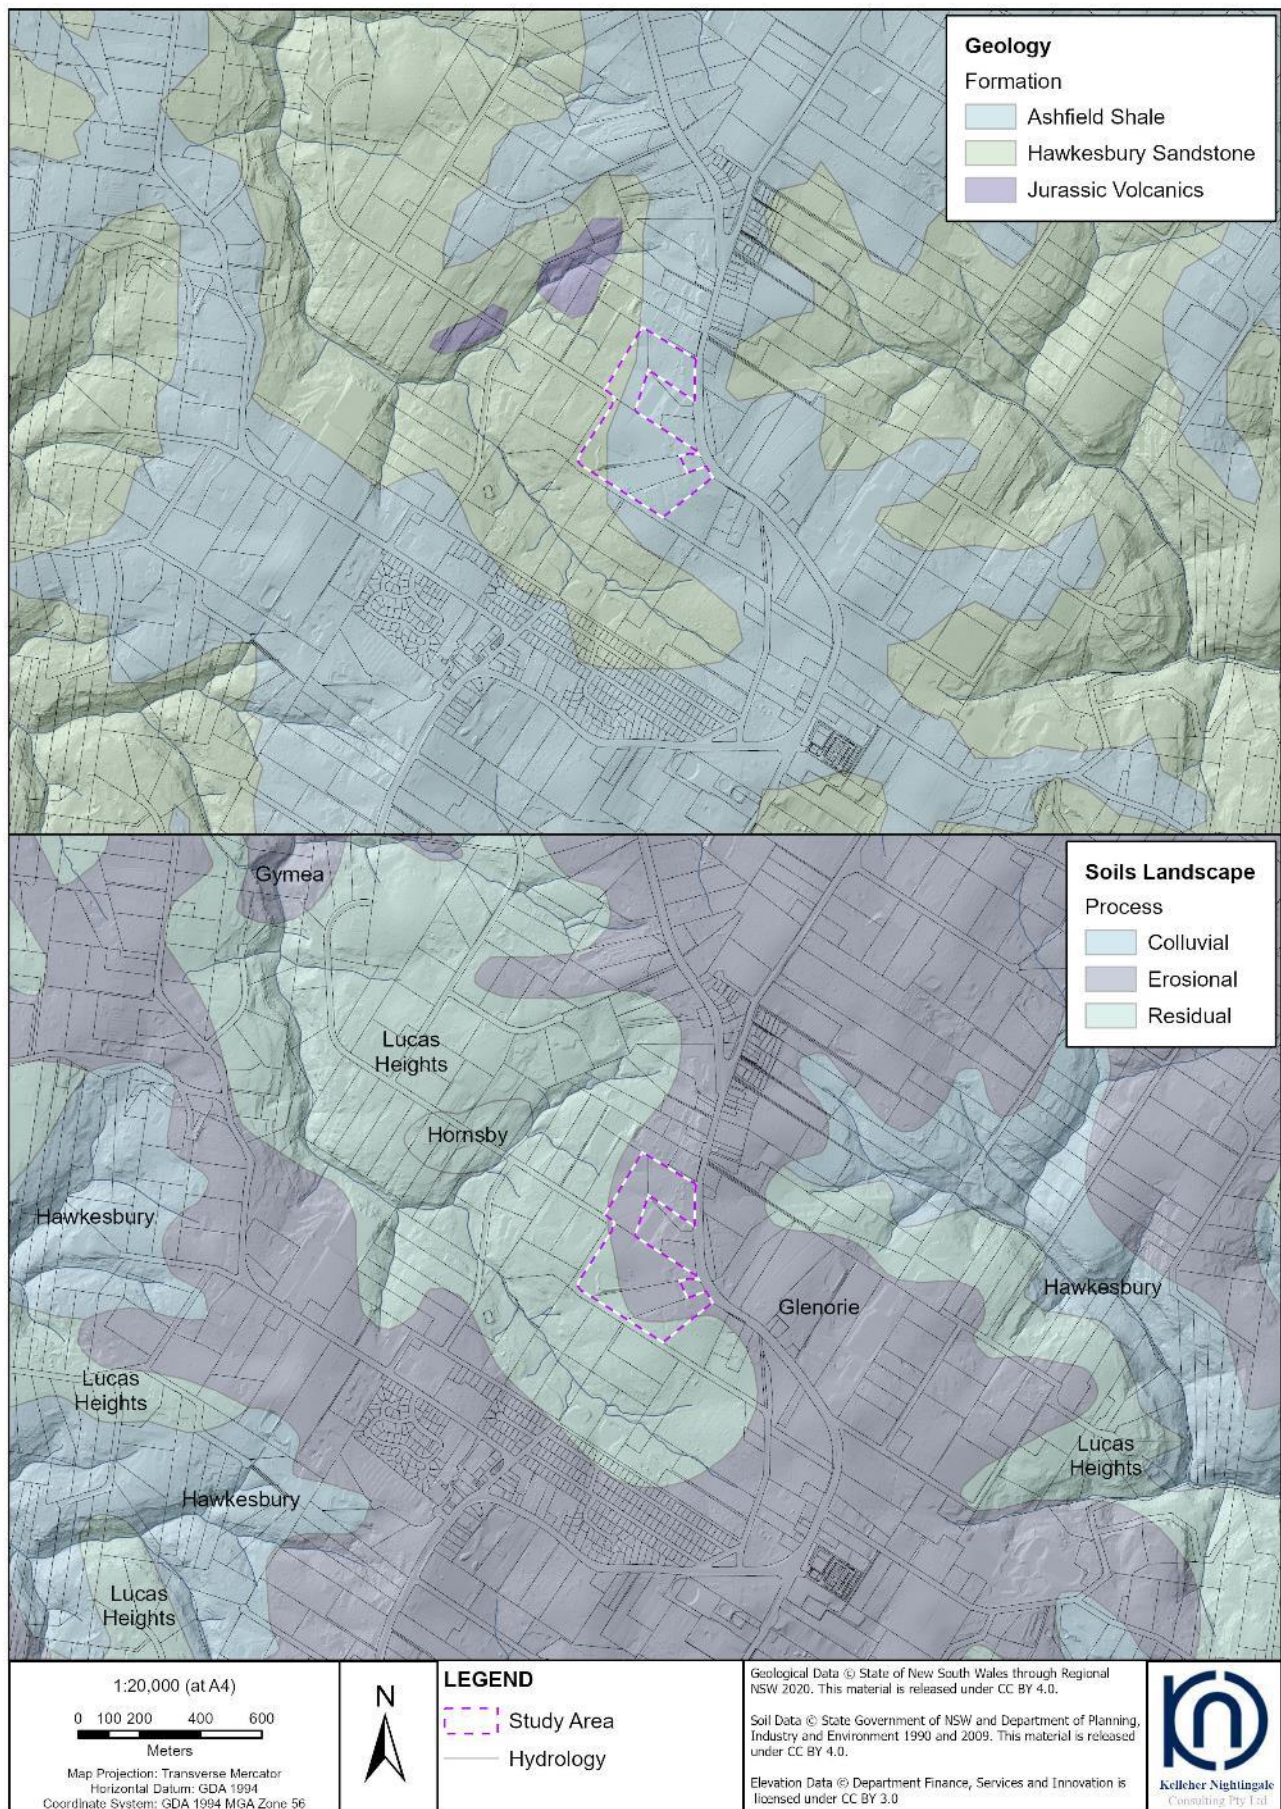 Geology
Formation
Ashfield Shale
Hawkesbury Sandstone
Jurassic Volcanics
Soils Landscape
Process
Colluvial
Erosional
Residual
Gymea
Lucas
Heights
Hornsby
Hawkesbury
Hawkesbury
Glenorie
Lucas
Heights
Lucas
Heights
Hawkesbury
Lucas
Heights
1:20,000 (at A4)
0 100 200 400 600
Meters
Map Projection: Transverse Mercator
Horizontal Datum: GDA 1994
Coordinate System: GDA 1994 MGA Zone 56
N
LEGEND
Study Area
Hydrology
Geological Data © State of New South Wales through Regional
NSW 2020. This material is released under CC BY 4.0.
Soil Data © State Government of NSW and Department of Planning,
Industry and Environment 1990 and 2009. This material is released
under CC BY 4.0.
Elevation Data © Department Finance, Services and Innovation is
licensed under CC BY 3.0
Kelleher Nightingale
Consulting Pty Ltd